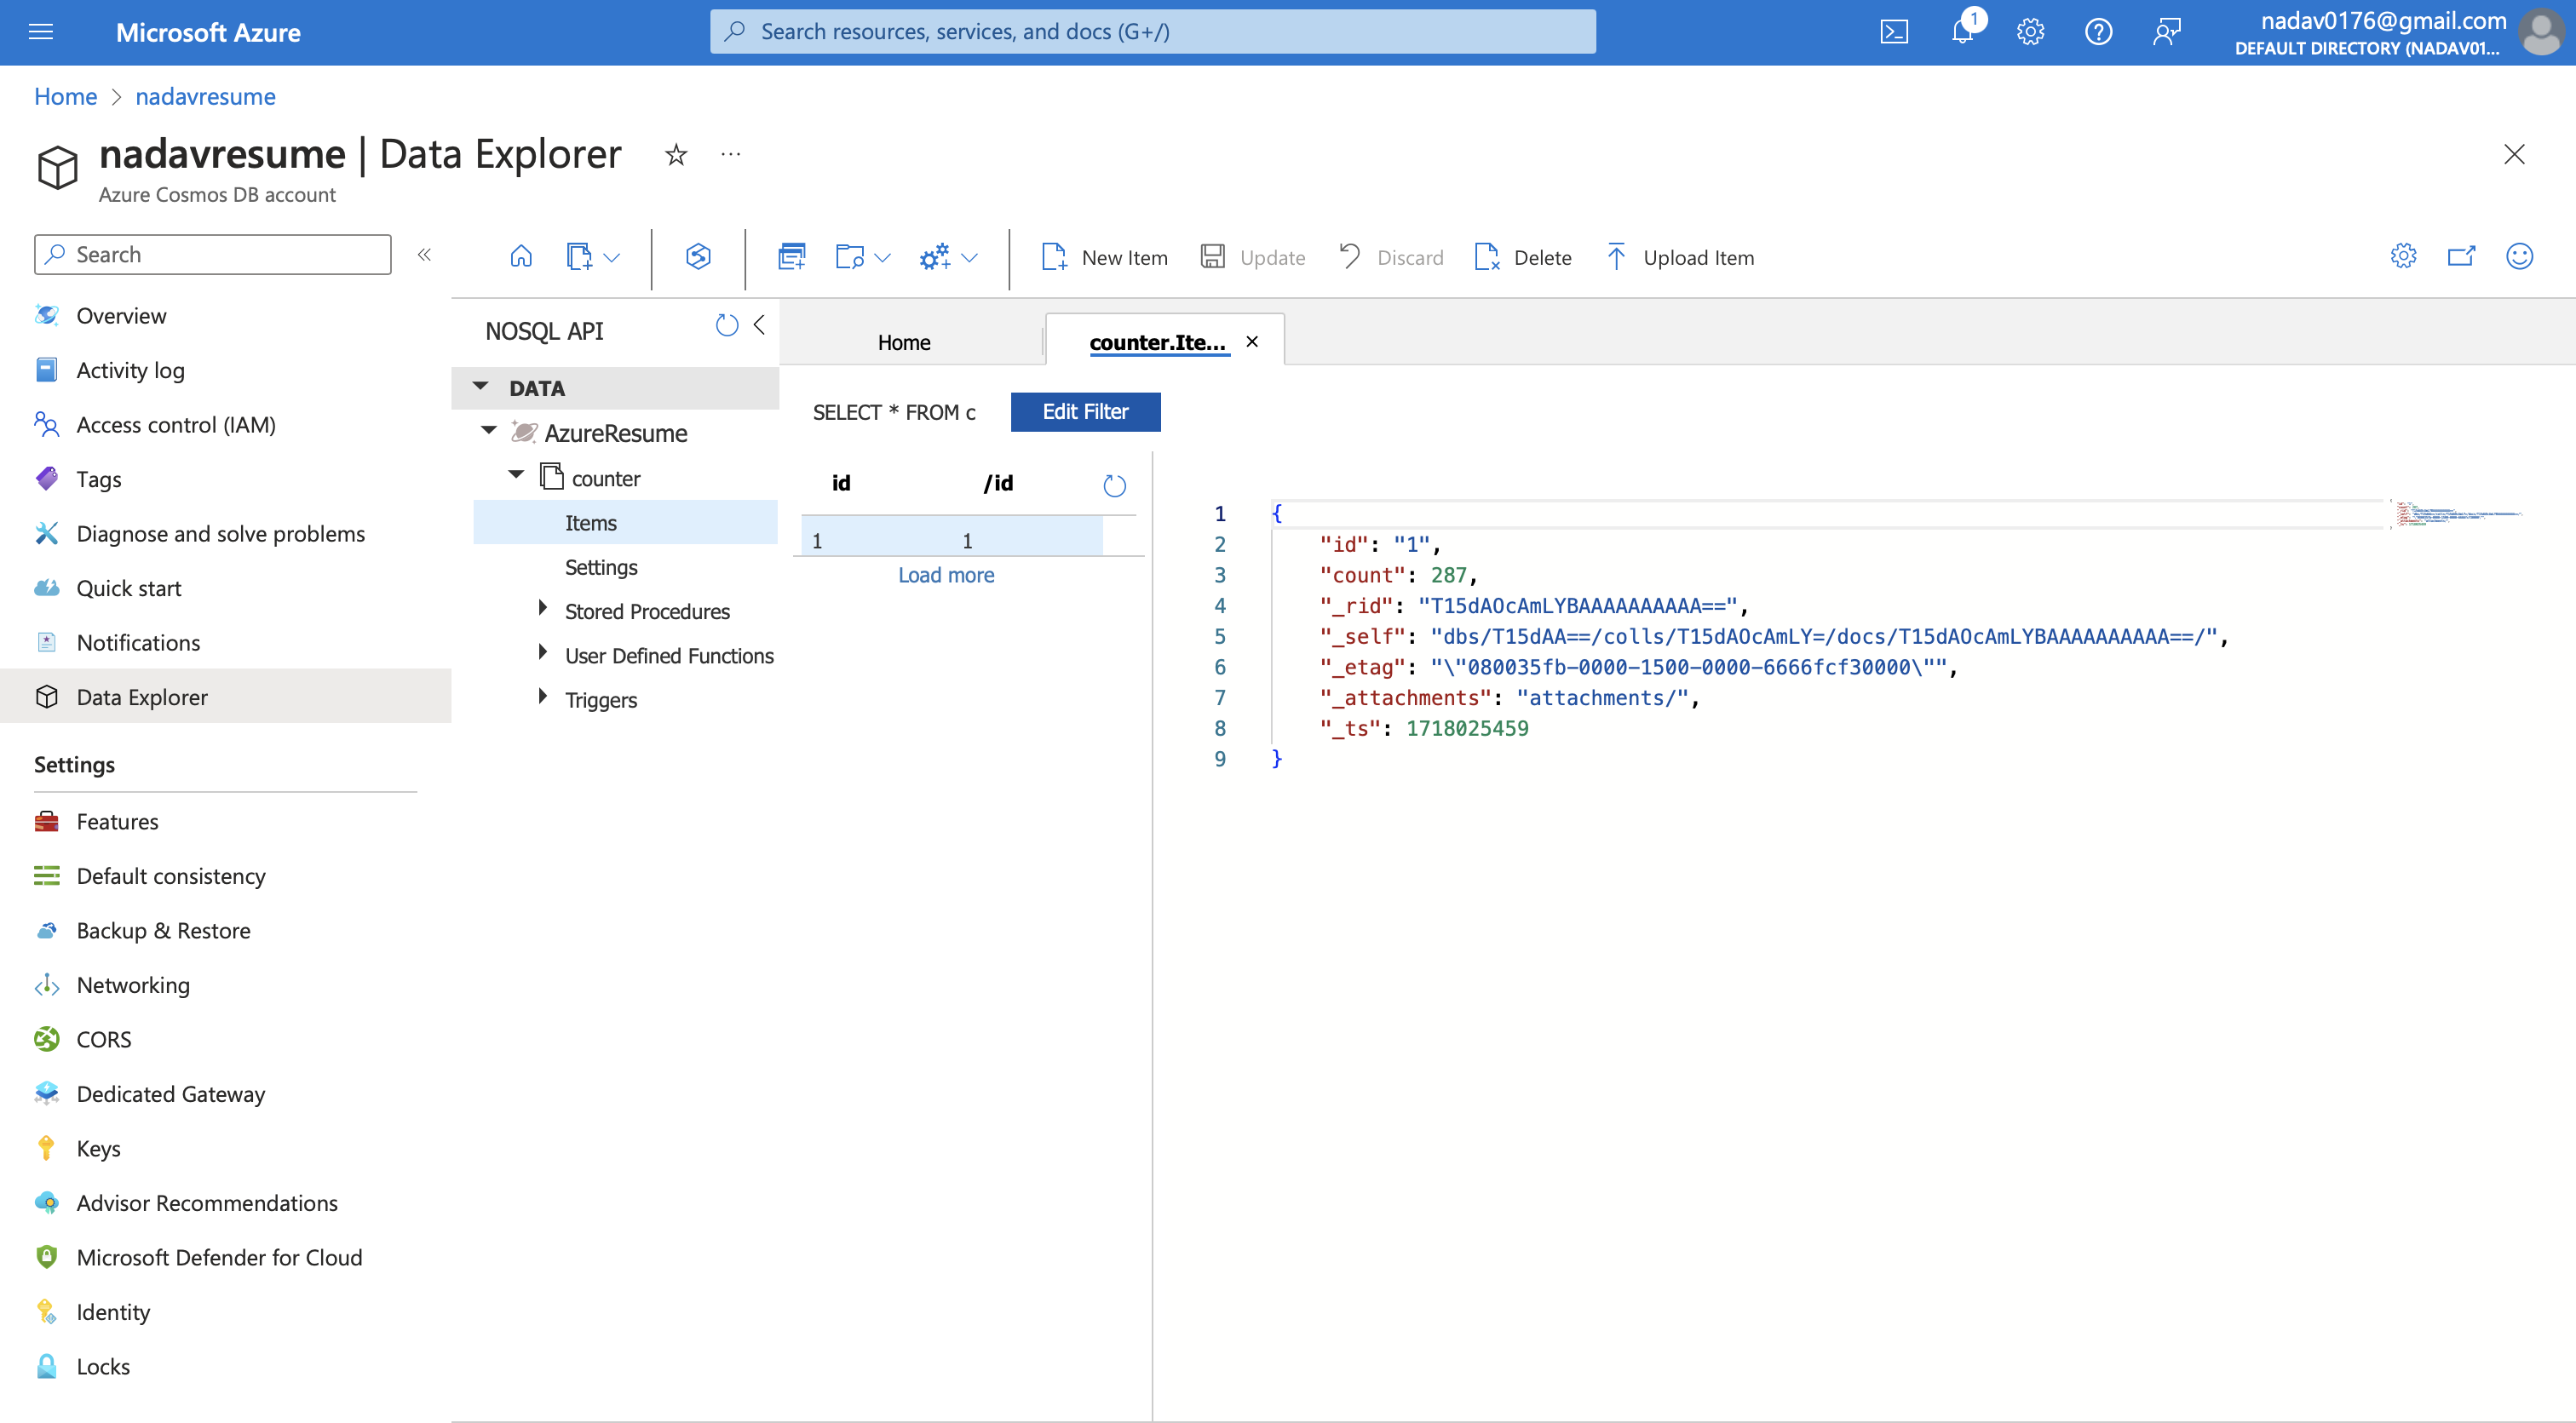 Microsoft Azure
Search resources, services, and docs (G+/)
1
nadav0176@gmail.com
DEFAULT DIRECTORY (NADAV01...
Home > nadavresume
nadavresume | Data Explorer
Azure Cosmos DB account
Search
Overview
Activity log
Access control (IAM)
Tags
Diagnose and solve problems
Quick start
Notifications
Data Explorer
Settings
Features
Default consistency
Backup & Restore
Networking
CORS
Dedicated Gateway
Keys
Advisor Recommendations
Microsoft Defender for Cloud
Identity
Locks
New Item
Update
Discard
Delete
Upload Item
NOSQL API
DATA
AzureResume
counter
Items
Settings
Stored Procedures
User Defined Functions
Triggers
Home
counter.Ite...
SELECT * FROM c
Edit Filter
id /id
1 1
Load more
1 {
2 "id": "1",
3 "count": 287,
4 "_rid": "T15dAOcAmLYBAAAAAAAAAA==",
5 "_self": "dbs/T15dAA==/colls/T15dAOcAmLY=/docs/T15dAOcAmLYBAAAAAAAAAA==/",
6 "_etag": "\"080035fb-0000-1500-0000-6666fcf30000\"",
7 "_attachments": "attachments/",
8 "_ts": 1718025459
9 }